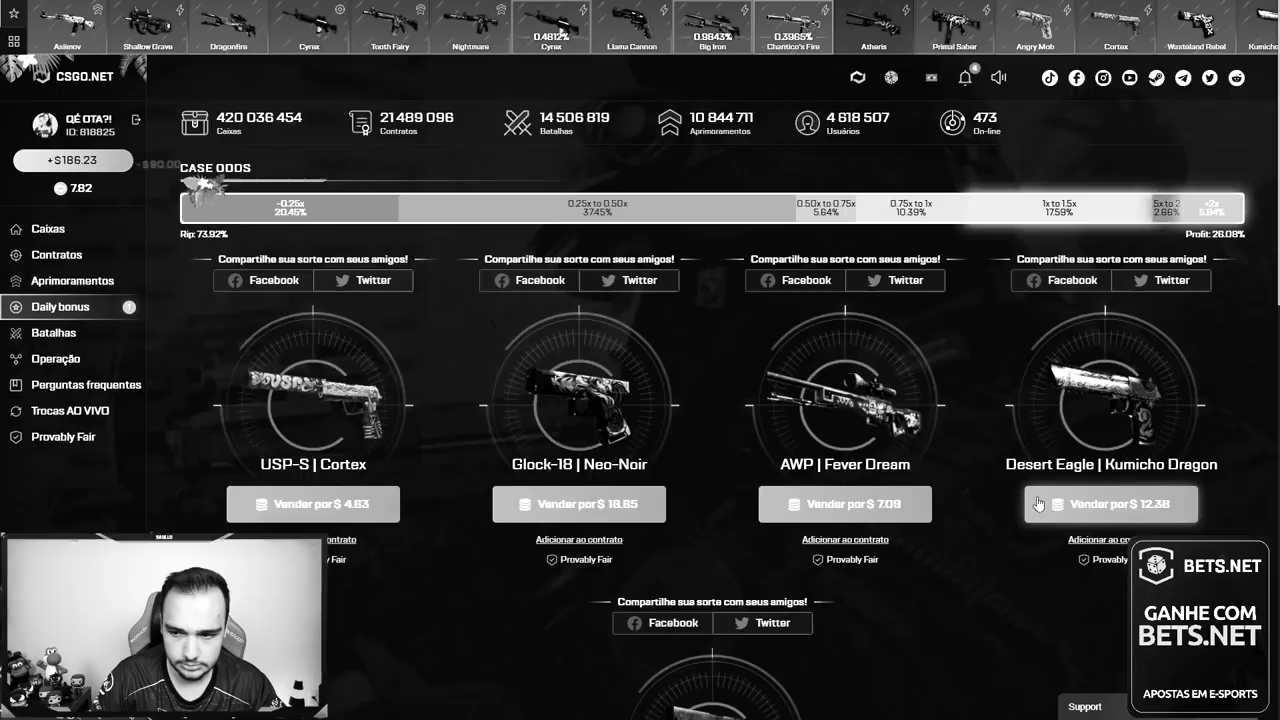 Asiimov
Shallow Grave
Dragonfire
Cyrex
Tooth Fairy
Nightmare
0.4812%
Cyrex
Llama Cannon
0.9843%
Big Iron
0.3965%
Chantico's Fire
Atheris
Primal Saber
Angry Mob
Cortex
Wasteland Rebel
CSGO.NET
4
QÉ OTA?!
ID: 818825
+$186.23
-$90.00
7.82
420 036 454
Caixas
21 489 096
Contratos
14 506 819
Batalhas
10 844 711
Aprimoramentos
4 618 507
Usuários
473
On-line
CASE ODDS
-0.25x
20.45%
0.25x to 0.50x
37.45%
0.50x to 0.75x
5.64%
0.75x to 1x
10.39%
1x to 1.5x
17.59%
5x to 2
2.66%
+2x
5.84%
Rip: 73.92%
Profit: 26.08%
Caixas
Contratos
Aprimoramentos
Daily bonus
1
Batalhas
Operação
Perguntas frequentes
Trocas AO VIVO
Provably Fair
Compartilhe sua sorte com seus amigos!
Facebook
Twitter
USP-S | Cortex
Vender por $ 4.63
Compartilhe sua sorte com seus amigos!
Facebook
Twitter
Glock-18 | Neo-Noir
Vender por $ 18.65
Adicionar ao contrato
Provably Fair
Compartilhe sua sorte com seus amigos!
Facebook
Twitter
AWP | Fever Dream
Vender por $ 7.09
Adicionar ao contrato
Provably Fair
Compartilhe sua sorte com seus amigos!
Facebook
Twitter
Desert Eagle | Kumicho Dragon
Vender por $ 12.38
Adicionar ao co
Provably
Compartilhe sua sorte com seus amigos!
Facebook
Twitter
BETS.NET
GANHE COM
BETS.NET
APOSTAS EM E-SPORTS
Support